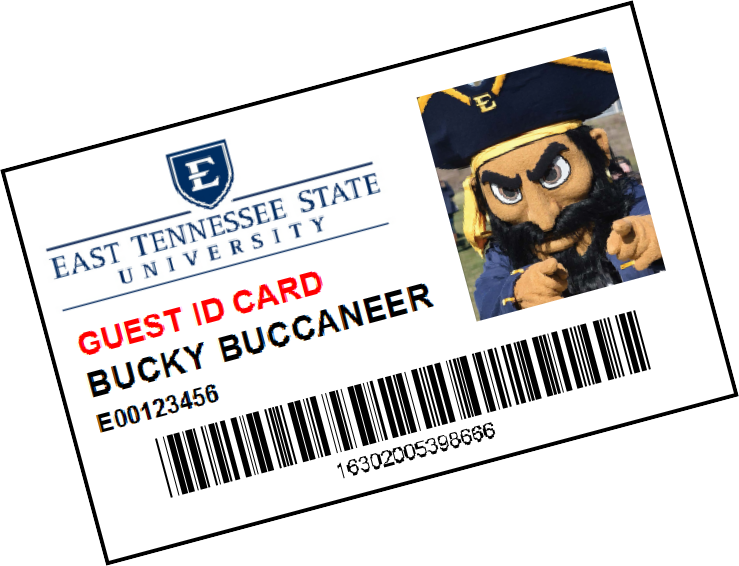 E
E
EAST TENNESSEE STATE
UNIVERSITY
GUEST ID CARD
BUCKY BUCCANEER
E00123456
16302005398666